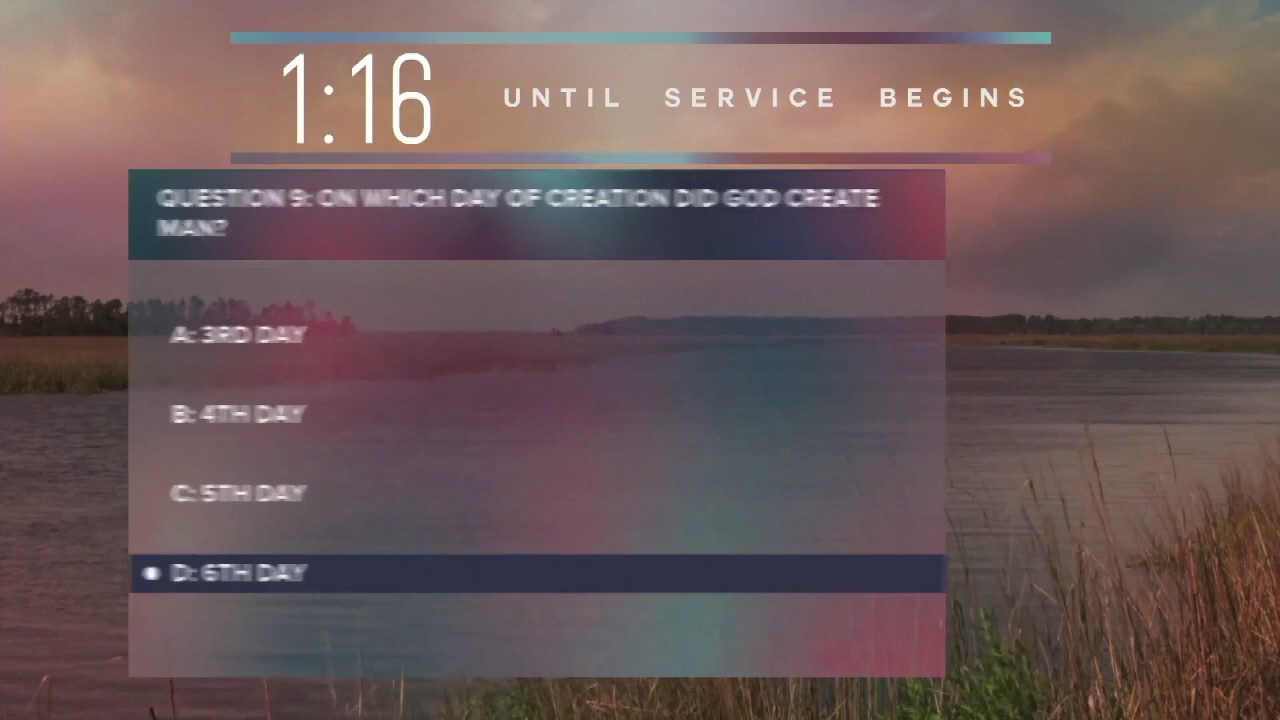 1:16 UNTIL SERVICE BEGINS
QUESTION 9: ON WHICH DAY OF CREATION DID GOD CREATE
MAN?
A: 3RD DAY
B: 4TH DAY
C: 5TH DAY
D: 6TH DAY